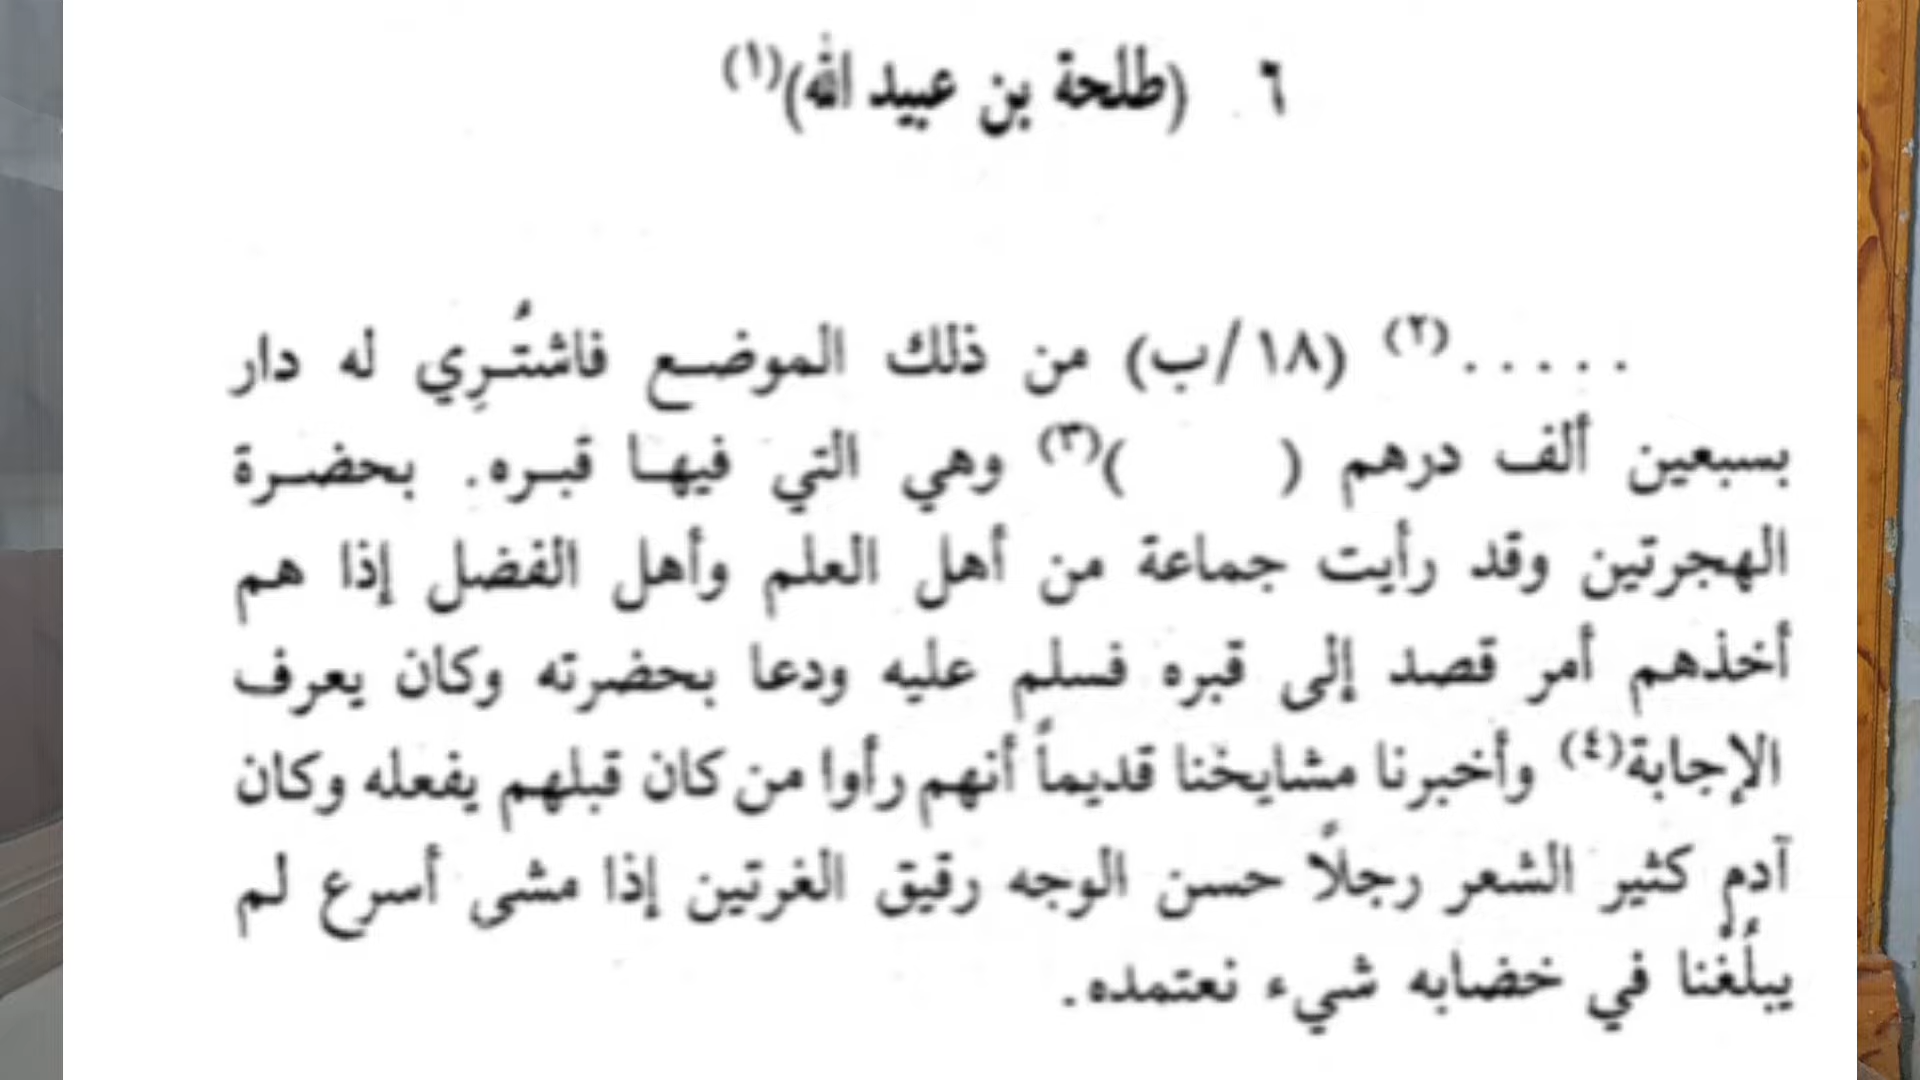 ٦ (طلحة بن عبيد الله)(١)
.....(٢) (١٨/ب) من ذلك الموضع فاشتُرِي له دار
بسبعين ألف درهم (      )(٣) وهي التي فيها قبره. بحضرة
الهجرتين وقد رأيت جماعة من أهل العلم وأهل الفضل إذا هم
أخذهم أمر قصد إلى قبره فسلم عليه ودعا بحضرته وكان يعرف
الإجابة(٤) وأخبرنا مشايخنا قديماً أنهم رأوا من كان قبلهم يفعله وكان
آدم كثير الشعر رجلاً حسن الوجه رقيق الغرتين إذا مشى أسرع لم
يبلُغْنا في خضابه شيء نعتمده.